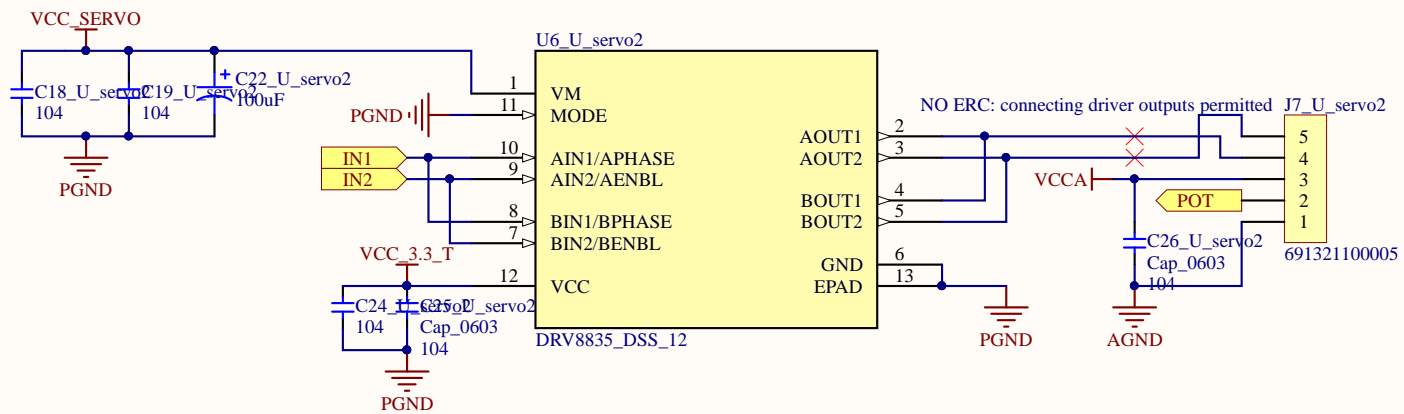 VCC_SERVO
C18_U_servo2
104
C19_U_servo2
104
C22_U_servo2
100uF
PGND
PGND
IN1
IN2
VCC_3.3_T
C24_U_servo2
104
C25_U_servo2
Cap_0603
104
PGND
U6_U_servo2
1
VM
11
MODE
10
AIN1/APHASE
9
AIN2/AENBL
8
BIN1/BPHASE
7
BIN2/BENBL
12
VCC
AOUT1
2
AOUT2
3
BOUT1
4
BOUT2
5
GND
6
EPAD
13
DRV8835_DSS_12
PGND
NO ERC: connecting driver outputs permitted
J7_U_servo2
5
4
3
2
1
691321100005
VCCA
POT
C26_U_servo2
Cap_0603
104
AGND